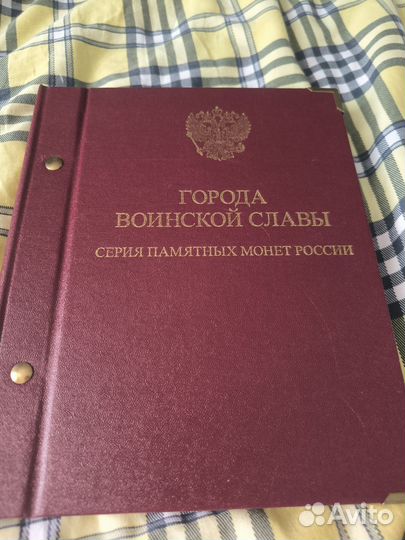 ГОРОДА
ВОИНСКОЙ СЛАВЫ
СЕРИЯ ПАМЯТНЫХ МОНЕТ РОССИИ
Avito